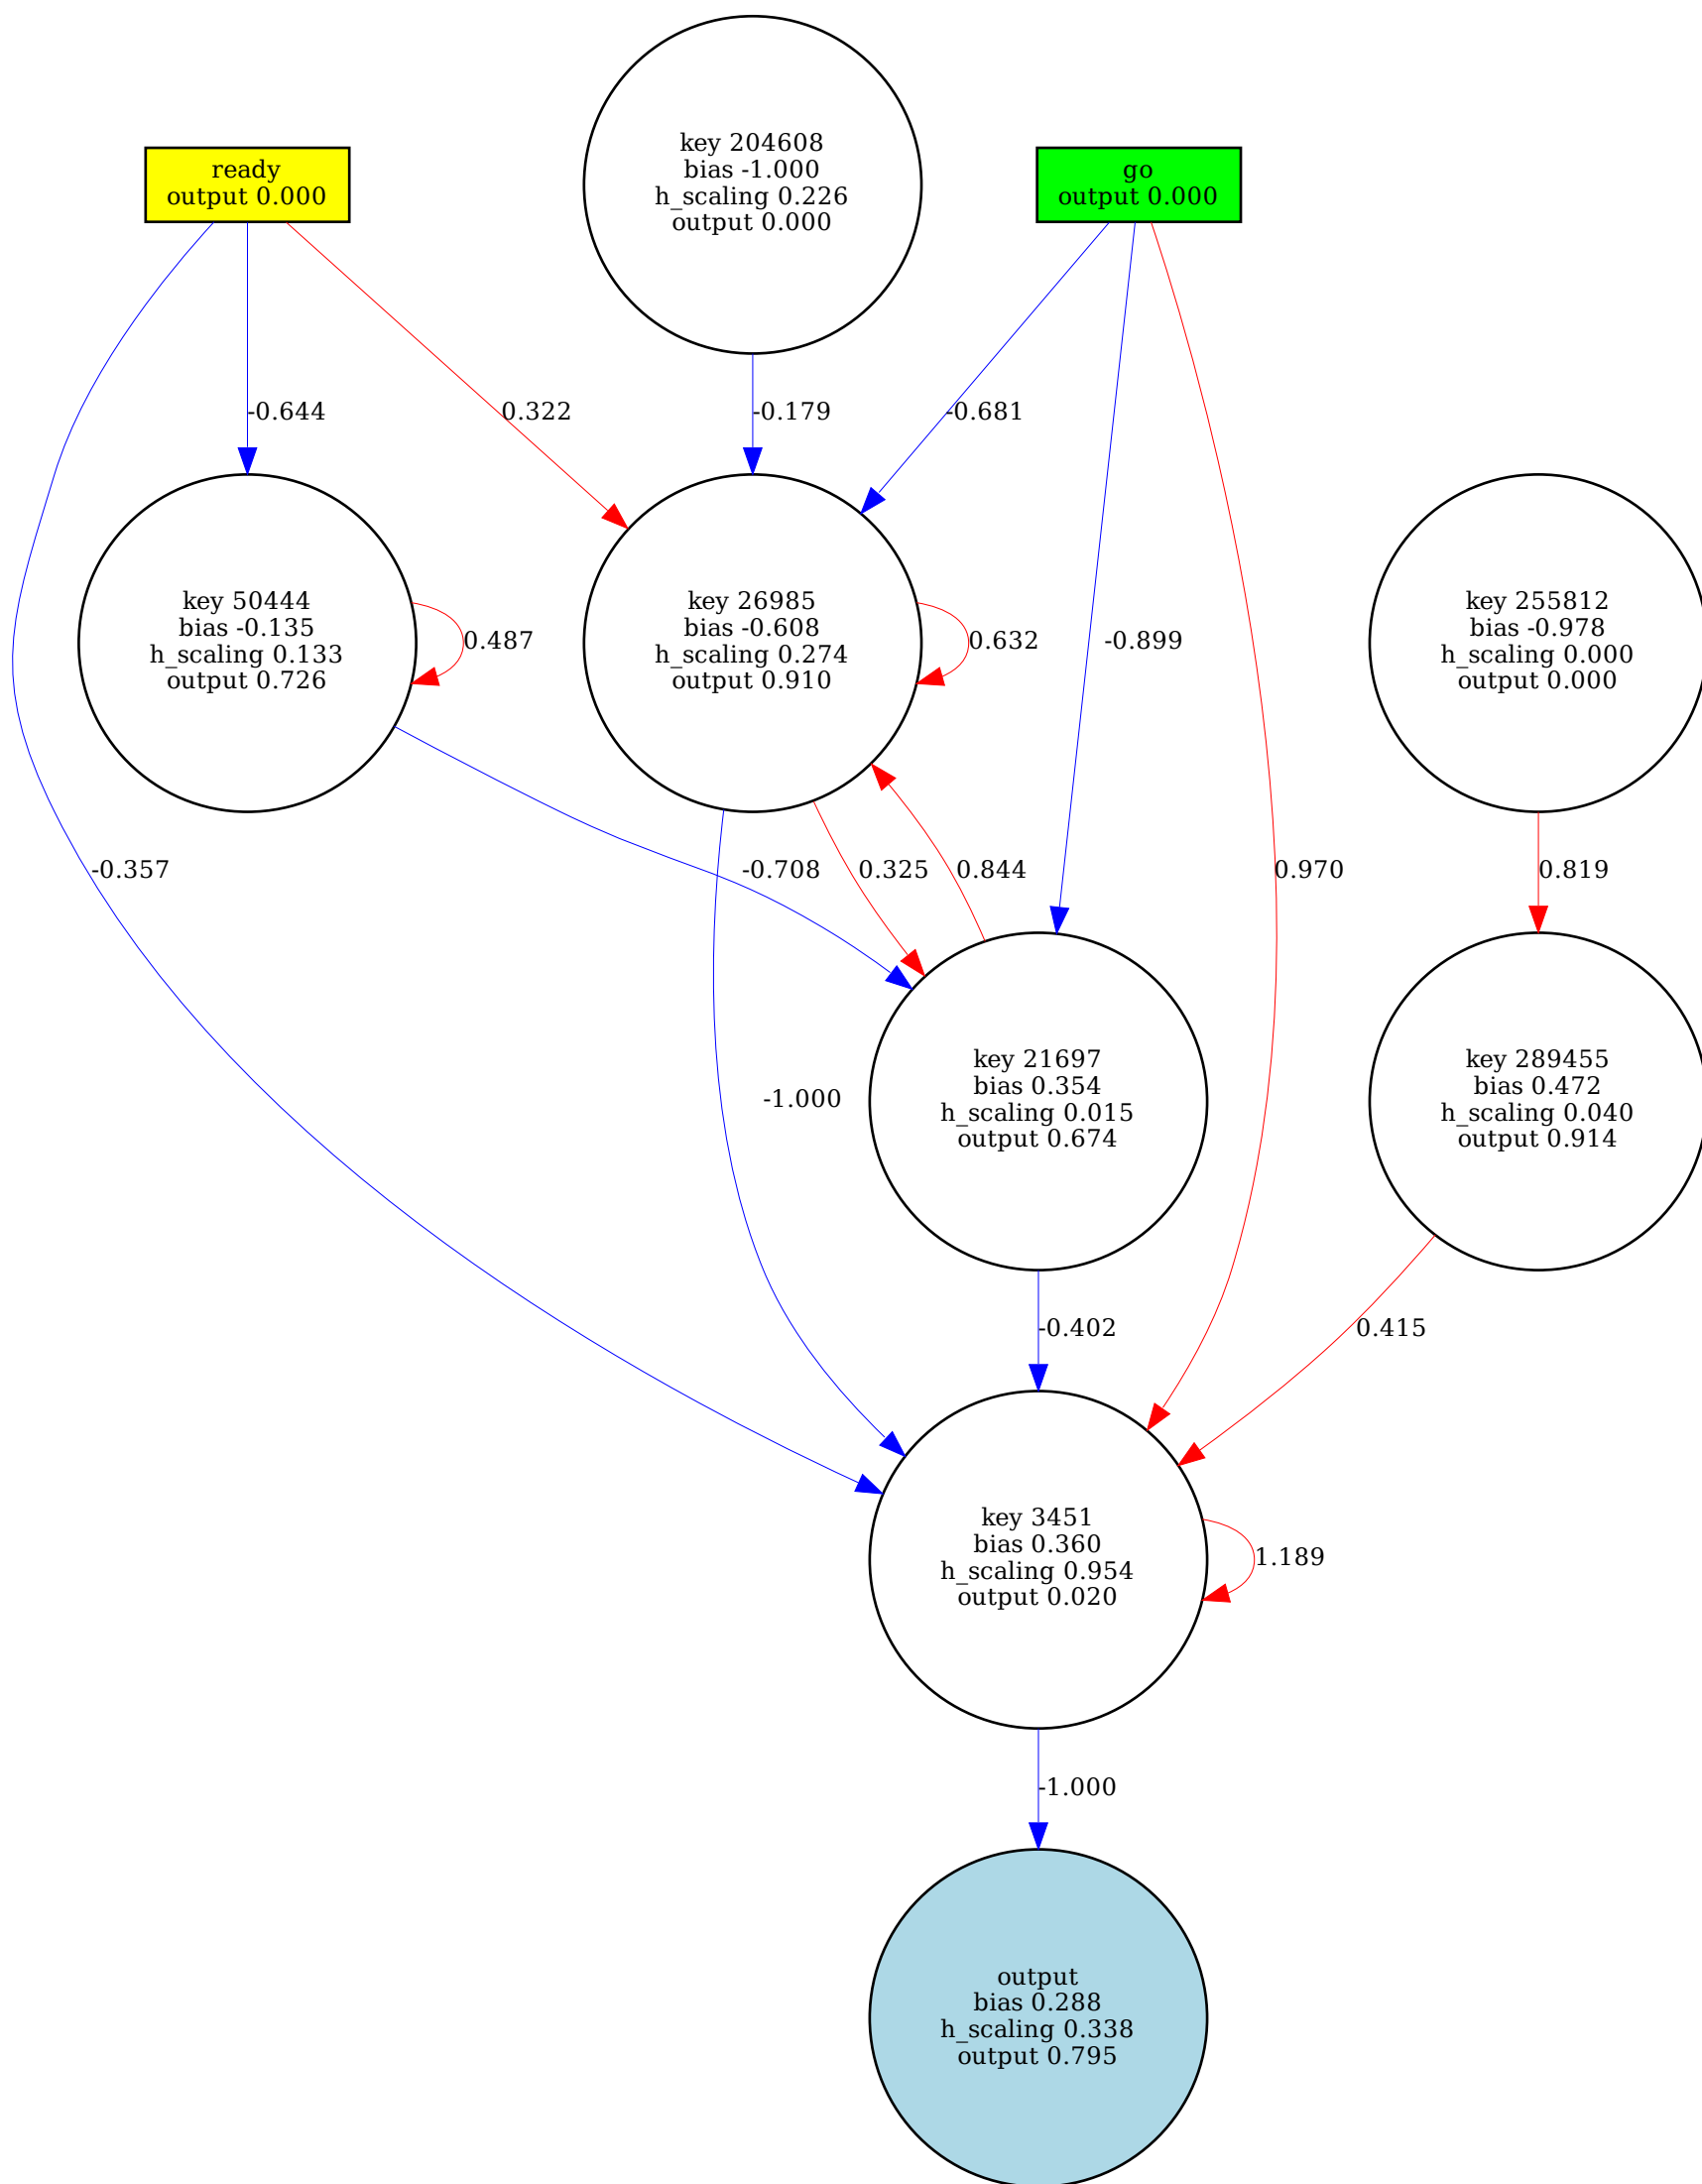 key 204608
bias -1.000
h_scaling 0.226
output 0.000
ready
output 0.000
go
output 0.000
-0.644
0.322
-0.179
-0.681
key 50444
bias -0.135
h_scaling 0.133
output 0.726
0.487
key 26985
bias -0.608
h_scaling 0.274
output 0.910
0.632
-0.899
key 255812
bias -0.978
h_scaling 0.000
output 0.000
-0.357
-0.708
0.325
0.844
0.970
0.819
-1.000
key 21697
bias 0.354
h_scaling 0.015
output 0.674
key 289455
bias 0.472
h_scaling 0.040
output 0.914
-0.402
0.415
key 3451
bias 0.360
h_scaling 0.954
output 0.020
1.189
-1.000
output
bias 0.288
h_scaling 0.338
output 0.795